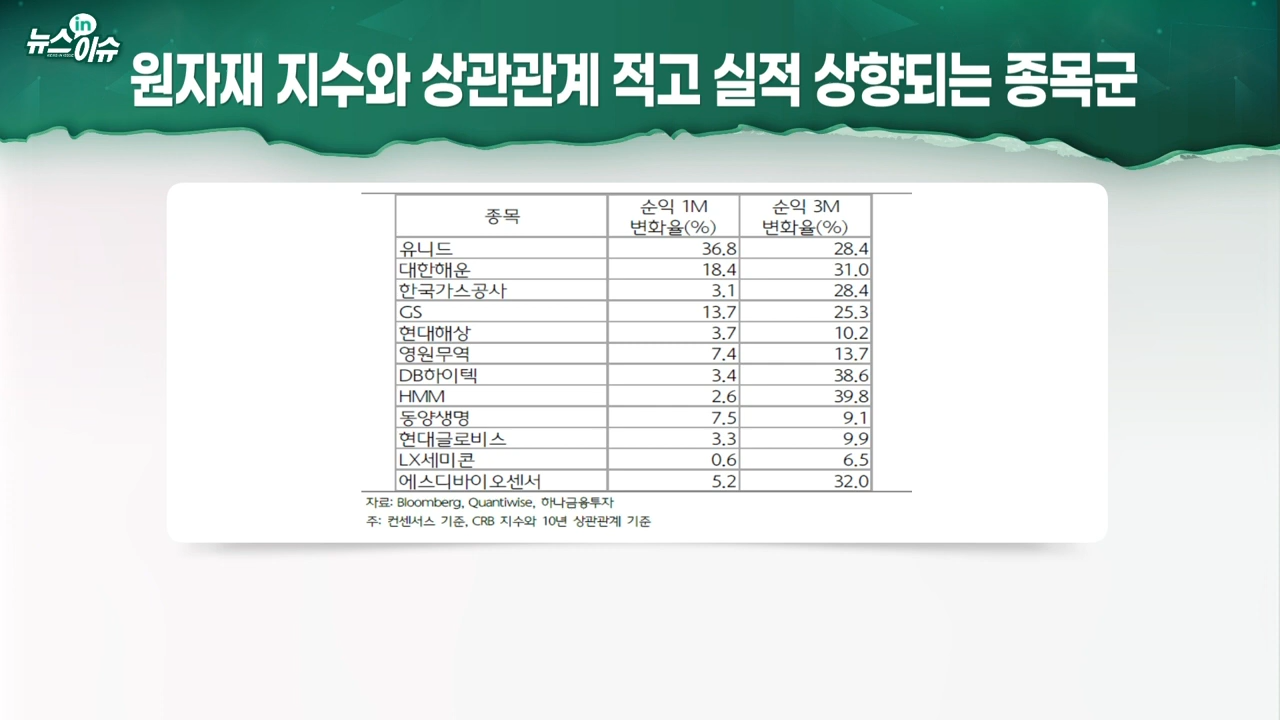 뉴스 in 이슈
원자재 지수와 상관관계 적고 실적 상향되는 종목군
종목 순익 1M 변화율(%) 순익 3M 변화율(%)
유니드 36.8 28.4
대한해운 18.4 31.0
한국가스공사 3.1 28.4
GS 13.7 25.3
현대해상 3.7 10.2
영원무역 7.4 13.7
DB하이텍 3.4 38.6
HMM 2.6 39.8
동양생명 7.5 9.1
현대글로비스 3.3 9.9
LX세미콘 0.6 6.5
에스디바이오센서 5.2 32.0
자료: Bloomberg, Quantiwise, 하나금융투자
주: 컨센서스 기준, CRB 지수와 10년 상관관계 기준